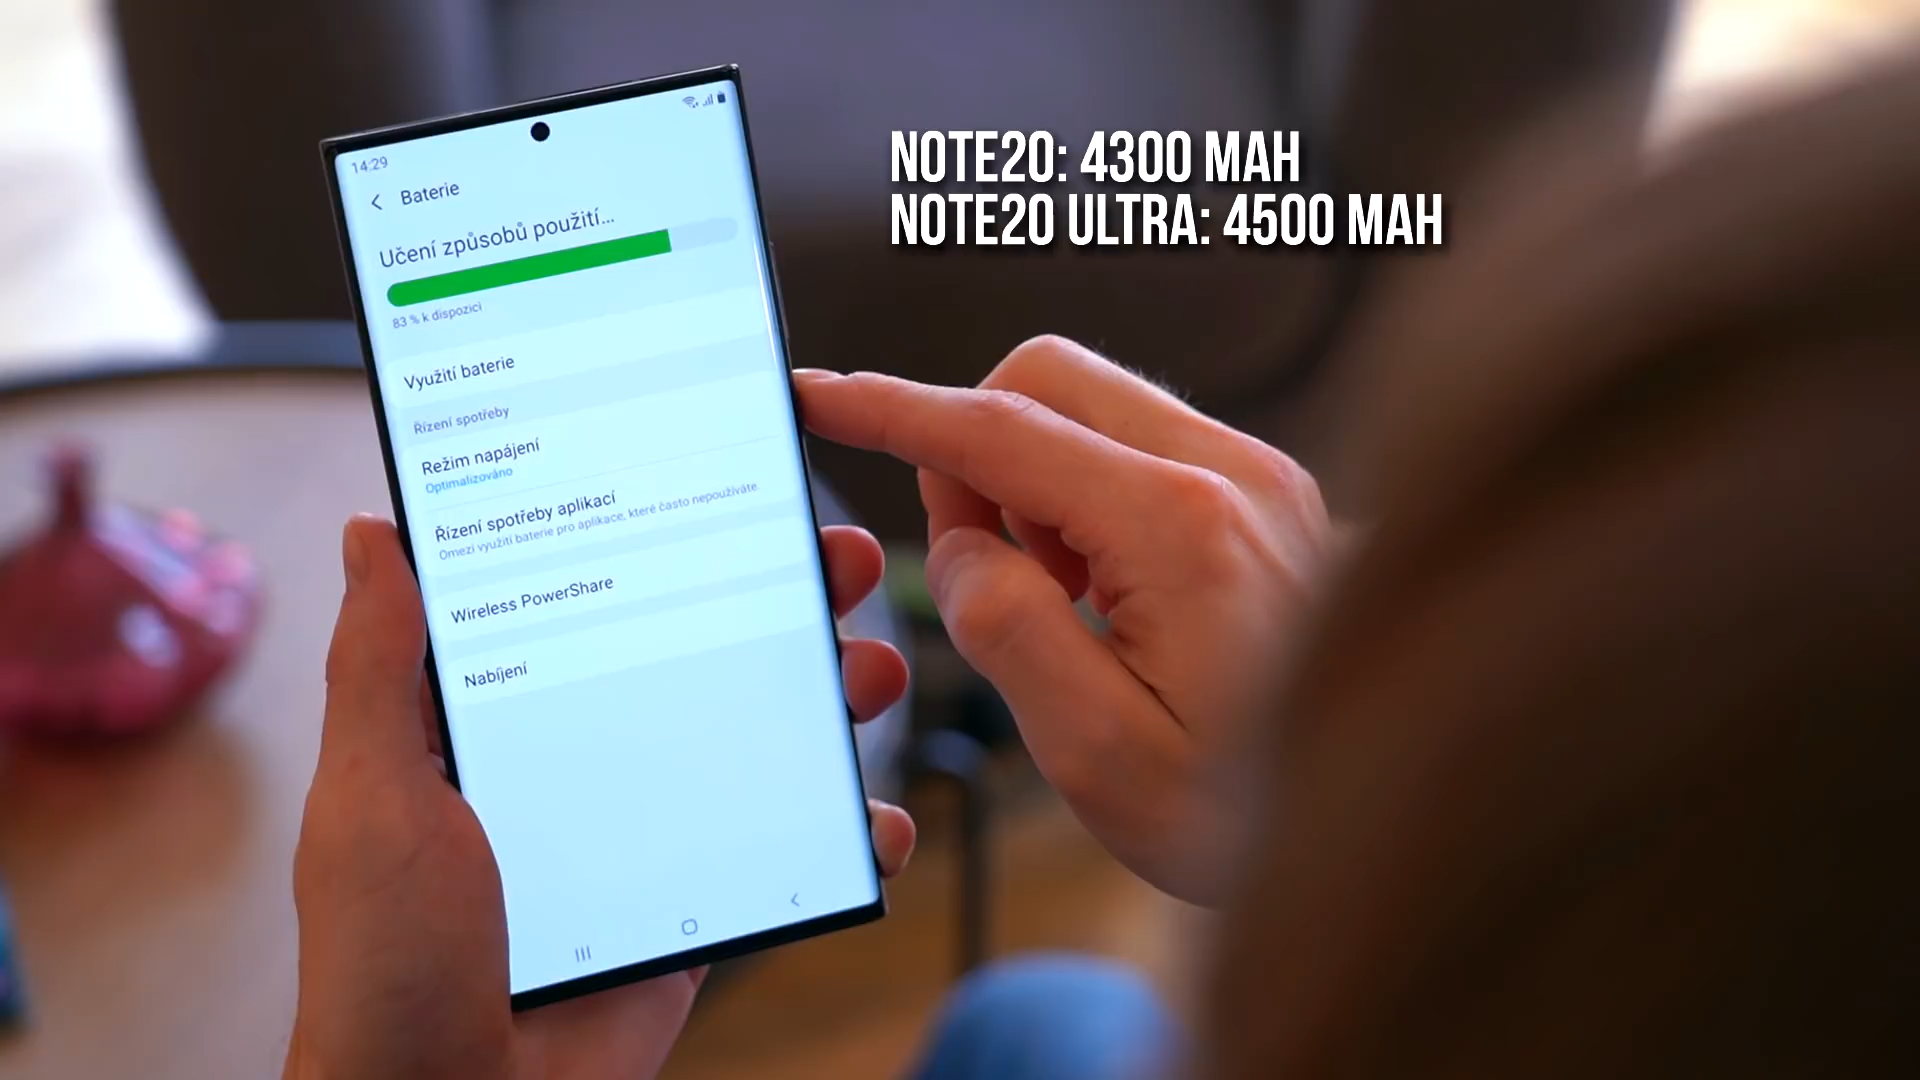 NOTE20: 4300 MAH
NOTE20 ULTRA: 4500 MAH
14:29
Baterie
Učení způsobů použití...
83 % k dispozici
Využití baterie
Řízení spotřeby
Režim napájení
Optimalizováno
Řízení spotřeby aplikací
Omezí využití baterie pro aplikace, které často nepoužíváte.
Wireless PowerShare
Nabíjení